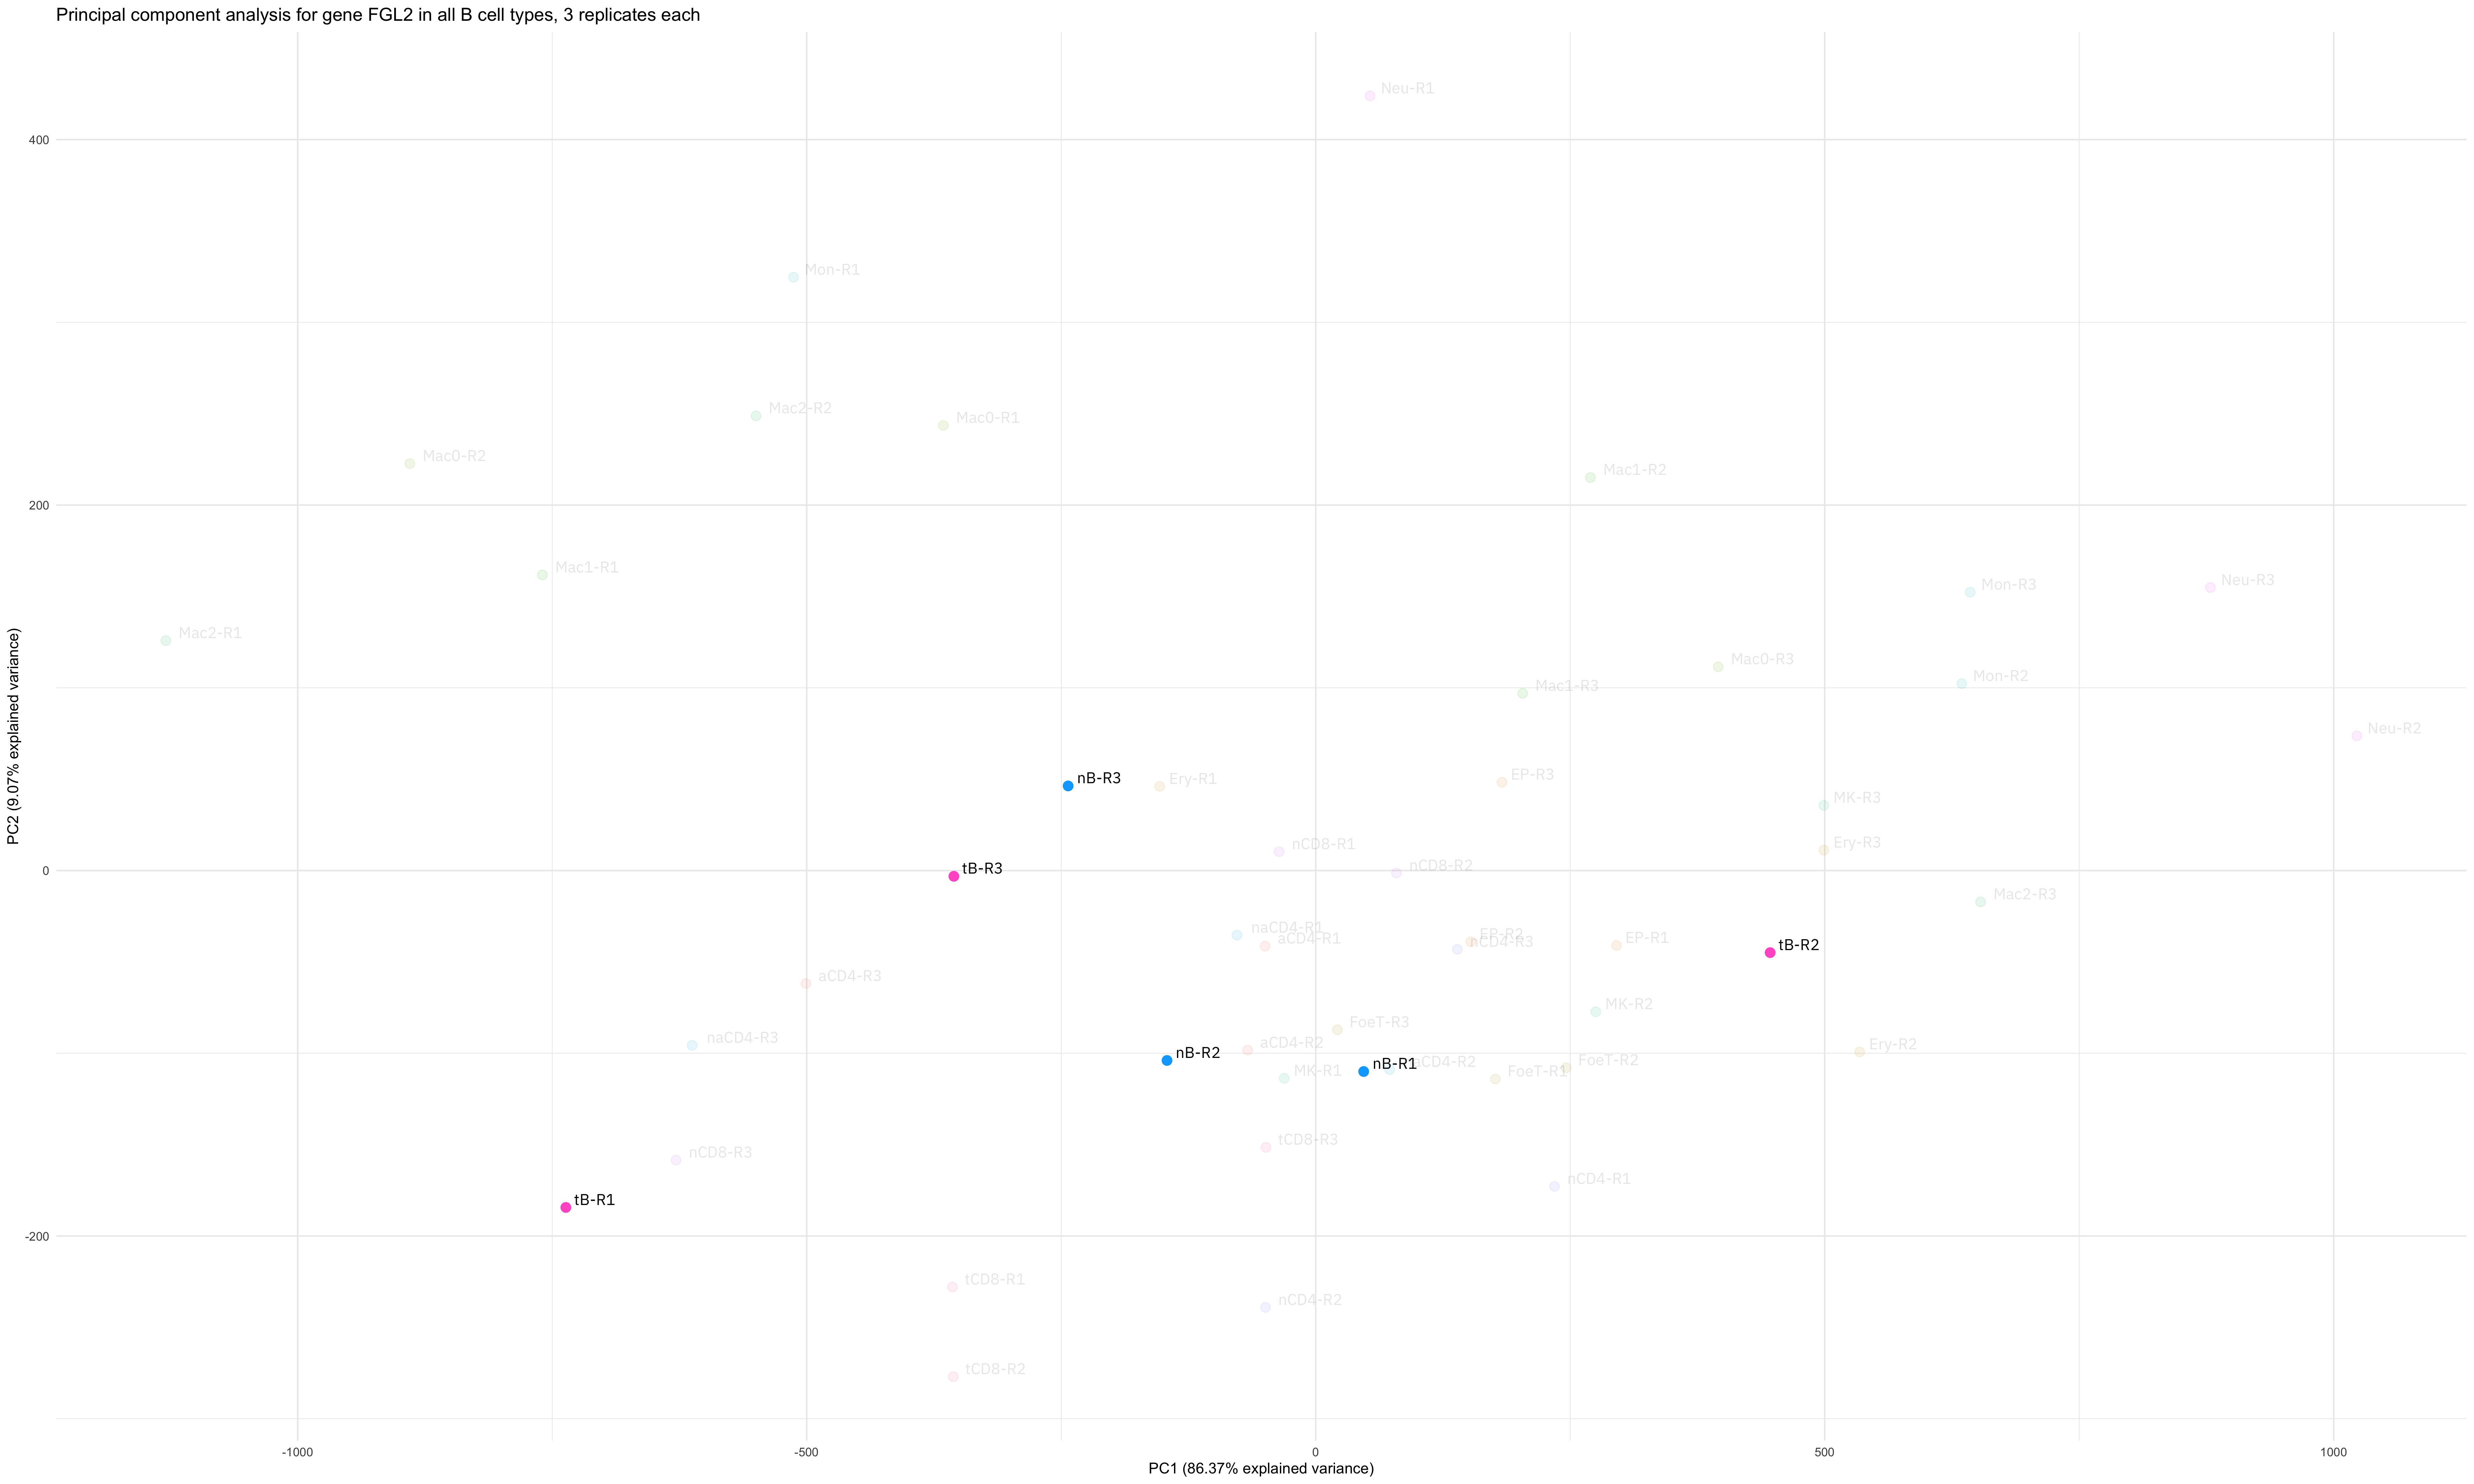 Principal component analysis for gene FGL2 in all B cell types, 3 replicates each
Neu-R1
400
Mon-R1
Mac2-R2
Mac0-R1
Mac0-R2
Mac1-R2
200
Mac1-R1
Neu-R3
Mon-R3
Mac2-R1
Mac0-R3
Mon-R2
Mac1-R3
Neu-R2
PC2 (9.07% explained variance)
nB-R3
Ery-R1
EP-R3
MK-R3
nCD8-R1
Ery-R3
tB-R3
nCD8-R2
0
Mac2-R3
naCD4-R1
aCD4-R1
EP-R2
nCD4-R3
EP-R1
tB-R2
aCD4-R3
MK-R2
FoeT-R3
naCD4-R3
aCD4-R2
Ery-R2
nB-R2
nB-R1
aCD4-R2
FoeT-R2
MK-R1
FoeT-R1
tCD8-R3
nCD8-R3
nCD4-R1
tB-R1
-200
tCD8-R1
nCD4-R2
tCD8-R2
-1000
-500
0
500
1000
PC1 (86.37% explained variance)